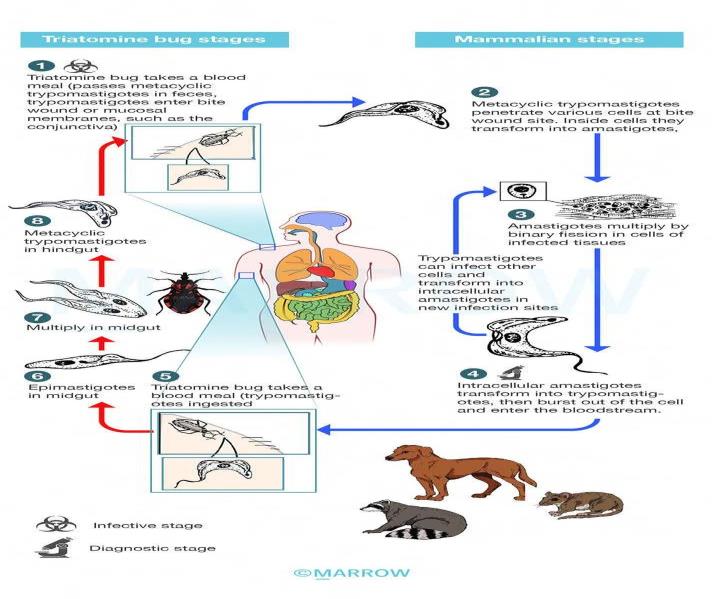 Triatomine bug stages
Mammalian stages
1
Triatomine bug takes a blood
meal (passes metacyclic
trypomastigotes in feces,
trypomastigotes enter bite
wound or mucosal
membranes, such as the
conjunctiva)
2
Metacyclic trypomastigotes
penetrate various cells at bite
wound site. Inside cells they
transform into amastigotes,
3
Amastigotes multiply by
binary fission in cells of
infected tissues
Trypomastigotes
can infect other
cells and
transform into
intracellular
amastigotes in
new infection sites
4
Intracellular amastigotes
transform into trypomastig-
otes, then burst out of the cell
and enter the bloodstream.
5
Triatomine bug takes a
blood meal (trypomastig-
otes ingested
6
Epimastigotes
in midgut
7
Multiply in midgut
8
Metacyclic
trypomastigotes
in hindgut
Infective stage
Diagnostic stage
©MARROW